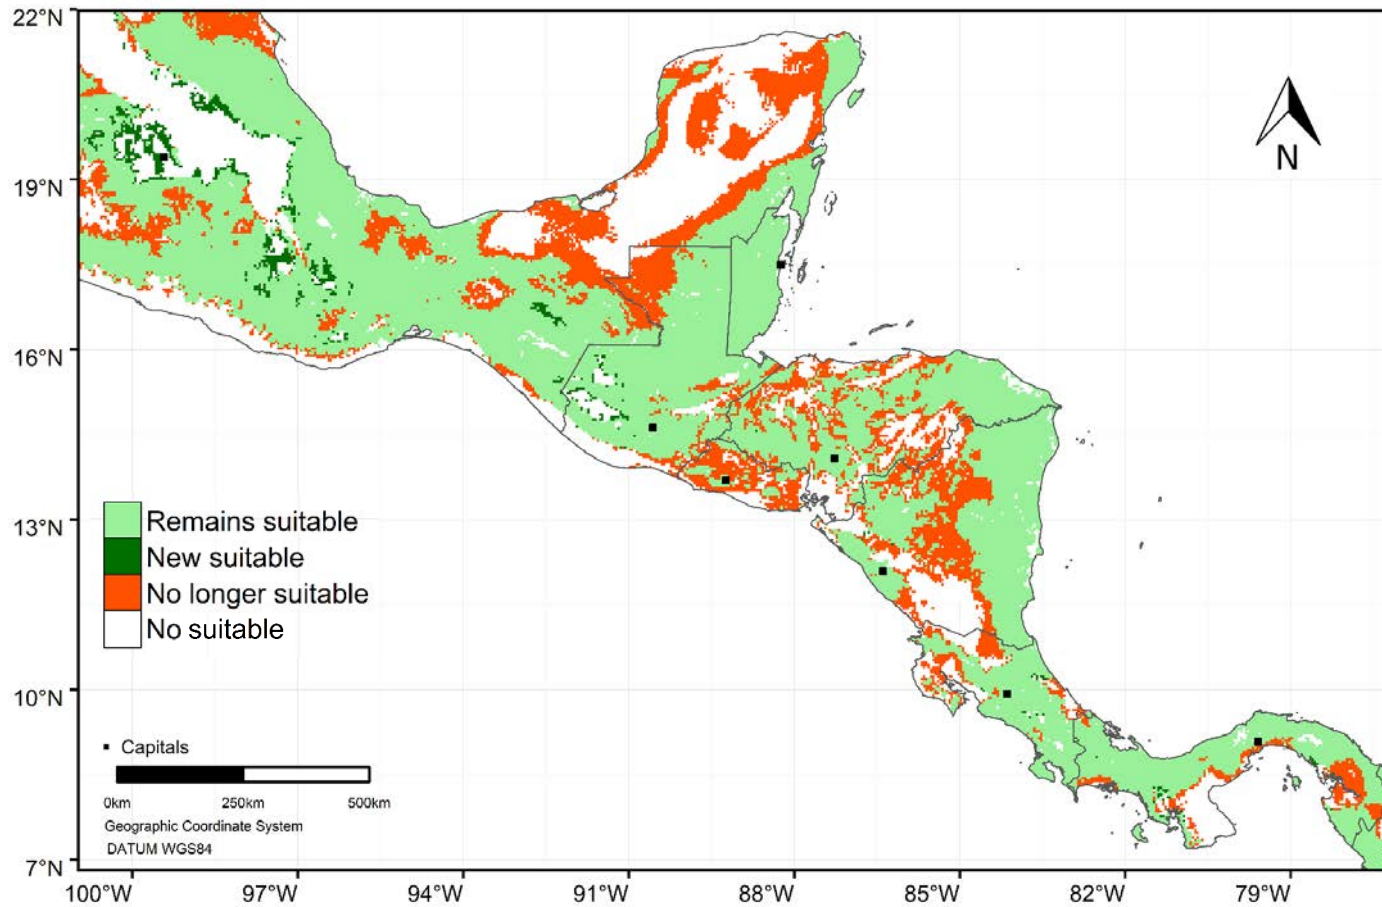 22°N
19°N
16°N
13°N
10°N
7°N
N
Remains suitable
New suitable
No longer suitable
No suitable
Capitals
0km 250km 500km
Geographic Coordinate System
DATUM WGS84
100°W 97°W 94°W 91°W 88°W 85°W 82°W 79°W